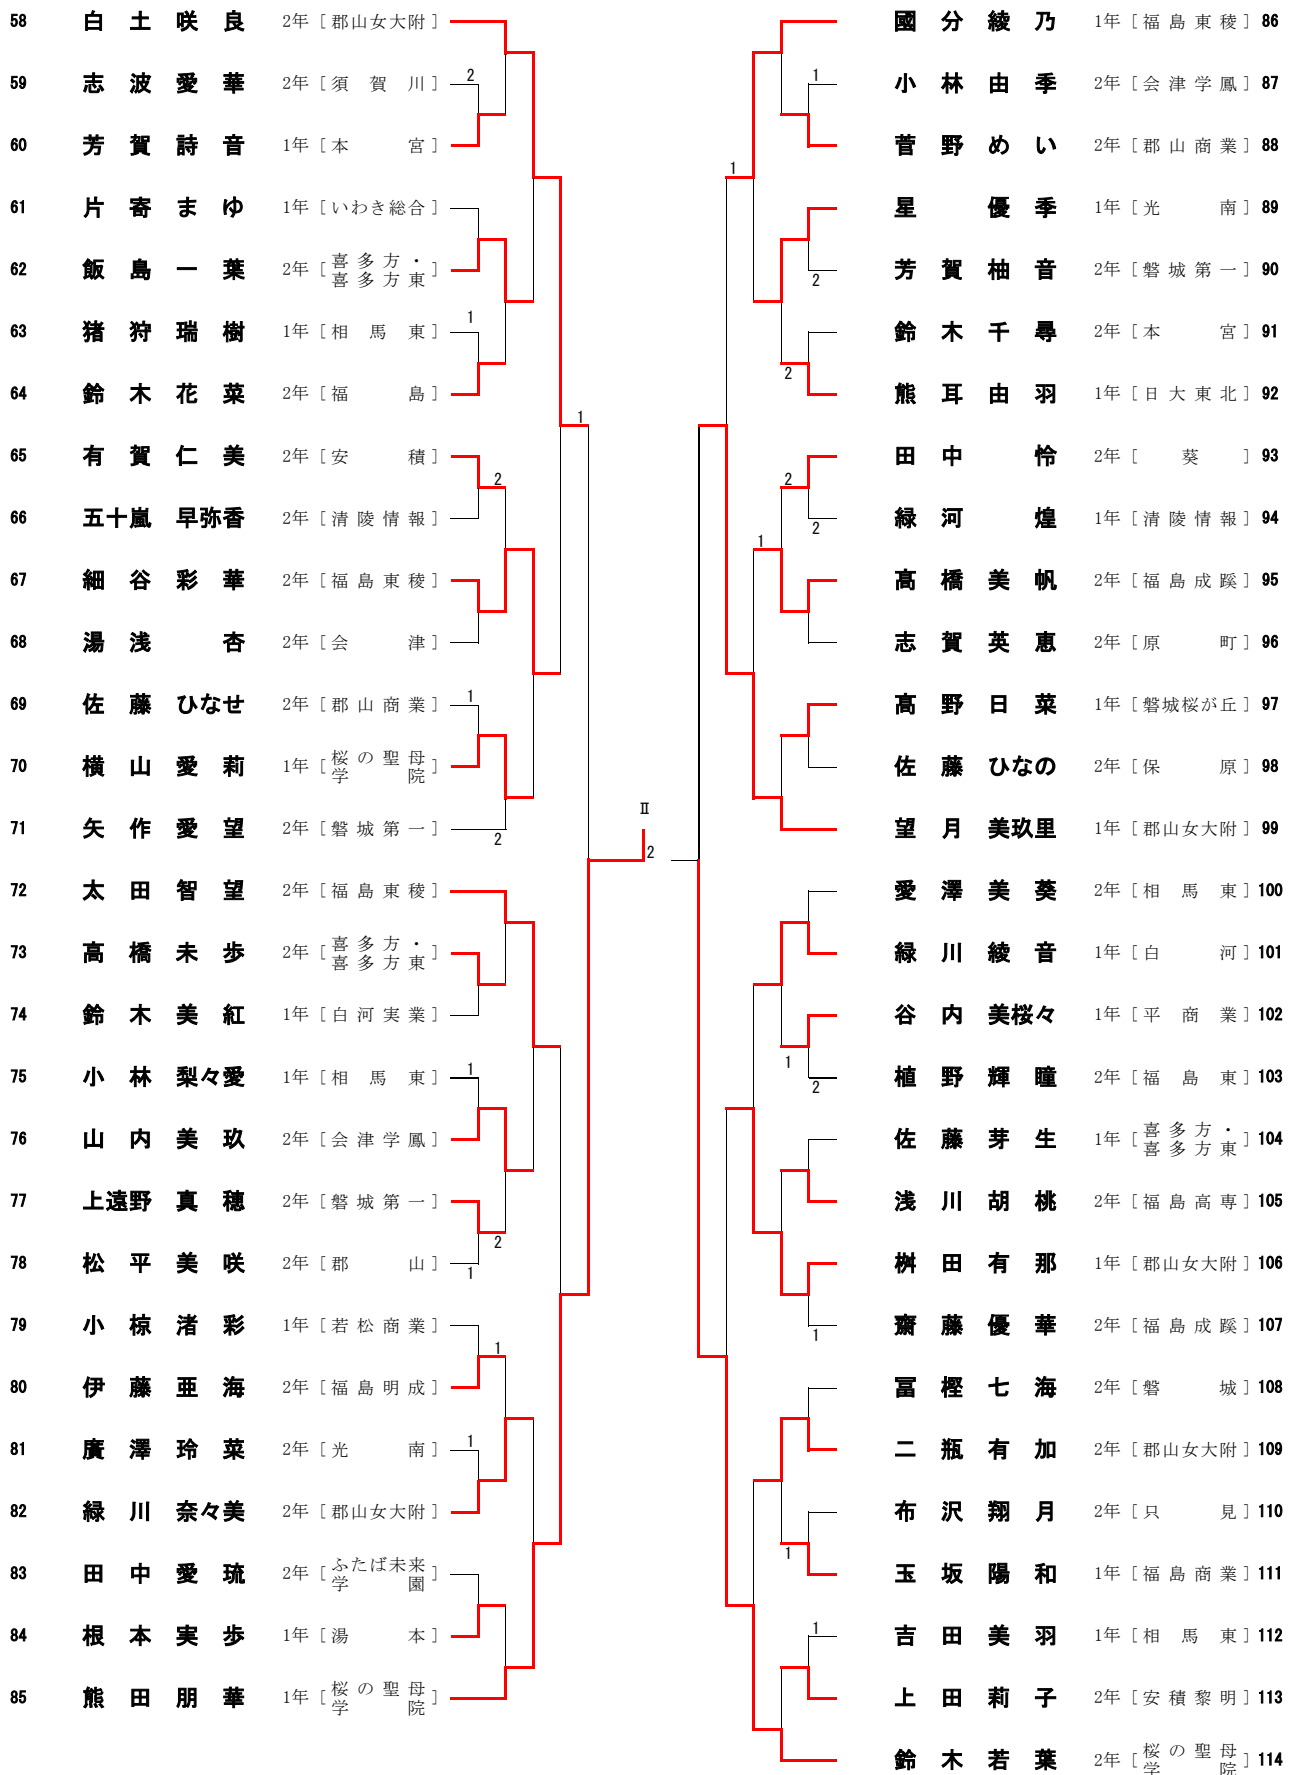 58 白土咲良 2年 [郡山女大附]
59 志波愛華 2年 [須賀川] 2
60 芳賀詩音 1年 [本宮]
61 片寄まゆ 1年 [いわき総合]
62 飯島一葉 2年 [喜多方・喜多方東]
63 猪狩瑞樹 1年 [相馬東] 1
64 鈴木花菜 2年 [福島]
1
65 有賀仁美 2年 [安積]
2
66 五十嵐早弥香 2年 [清陵情報]
67 細谷彩華 2年 [福島東稜]
68 湯浅杏 2年 [会津]
69 佐藤ひなせ 2年 [郡山商業] 1
70 横山愛莉 1年 [桜の聖母学院]
71 矢作愛望 2年 [磐城第一] 2
72 太田智望 2年 [福島東稜]
73 高橋未歩 2年 [喜多方・喜多方東]
74 鈴木美紅 1年 [白河実業]
75 小林梨々愛 1年 [相馬東] 1
76 山内美玖 2年 [会津学鳳]
77 上遠野真穂 2年 [磐城第一]
2
78 松平美咲 2年 [郡山] 1
79 小椋渚彩 1年 [若松商業]
1
80 伊藤亜海 2年 [福島明成]
81 廣澤玲菜 2年 [光南] 1
82 緑川奈々美 2年 [郡山女大附]
83 田中愛琉 2年 [ふたば未来学園]
84 根本実歩 1年 [湯本]
85 熊田朋華 1年 [桜の聖母学院]
Ⅱ
2
國分綾乃 1年 [福島東稜] 86
1 小林由季 2年 [会津学鳳] 87
菅野めい 2年 [郡山商業] 88
1
星優季 1年 [光南] 89
2 芳賀柚音 2年 [磐城第一] 90
鈴木千尋 2年 [本宮] 91
2
熊耳由羽 1年 [日大東北] 92
田中怜 2年 [葵] 93
2
2 緑河煌 1年 [清陵情報] 94
1
高橋美帆 2年 [福島成蹊] 95
志賀英恵 2年 [原町] 96
高野日菜 1年 [磐城桜が丘] 97
佐藤ひなの 2年 [保原] 98
望月美玖里 1年 [郡山女大附] 99
愛澤美葵 2年 [相馬東] 100
緑川綾音 1年 [白河] 101
谷内美桜々 1年 [平商業] 102
1
2 植野輝瞳 2年 [福島東] 103
佐藤芽生 1年 [喜多方・喜多方東] 104
浅川胡桃 2年 [福島高専] 105
桝田有那 1年 [郡山女大附] 106
1 齋藤優華 2年 [福島成蹊] 107
冨樫七海 2年 [磐城] 108
二瓶有加 2年 [郡山女大附] 109
布沢翔月 2年 [只見] 110
1
玉坂陽和 1年 [福島商業] 111
1 吉田美羽 1年 [相馬東] 112
上田莉子 2年 [安積黎明] 113
鈴木若葉 2年 [桜の聖母学院] 114